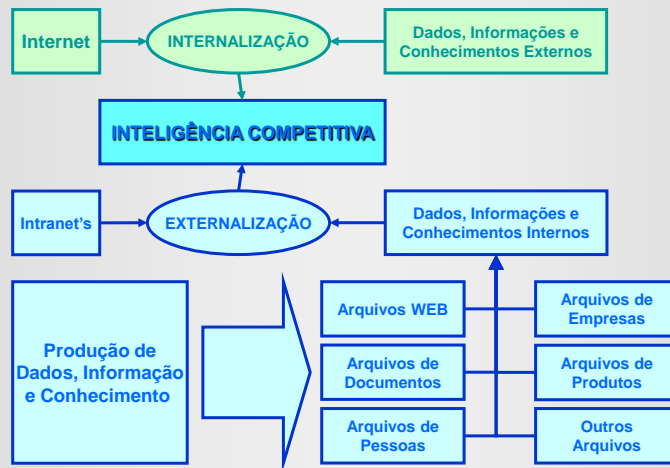 Internet
INTERNALIZAÇÃO
Dados, Informações e
Conhecimentos Externos
INTELIGÊNCIA COMPETITIVA
Intranet's
EXTERNALIZAÇÃO
Dados, Informações e
Conhecimentos Internos
Produção de
Dados, Informação
e Conhecimento
Arquivos WEB
Arquivos de
Empresas
Arquivos de
Documentos
Arquivos de
Produtos
Arquivos de
Pessoas
Outros
Arquivos